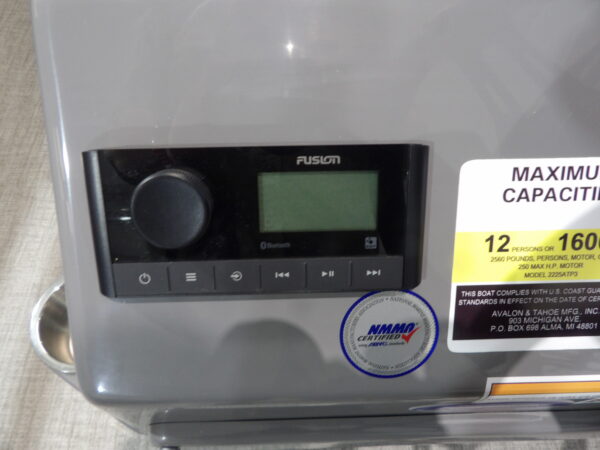 FUSION
Bluetooth
MAXIMU
CAPACITI
12 PERSONS OR 160
2560 POUNDS, PERSONS, MOTOR,
250 MAX H.P. MOTOR
MODEL 2225ATP3
THIS BOAT COMPLIES WITH U.S. COAST GUA
STANDARDS IN EFFECT ON THE DATE OF CER
AVALON & TAHOE MFG., INC.
903 MICHIGAN AVE.
P.O. BOX 698 ALMA, MI 48801
NMMA
CERTIFIED